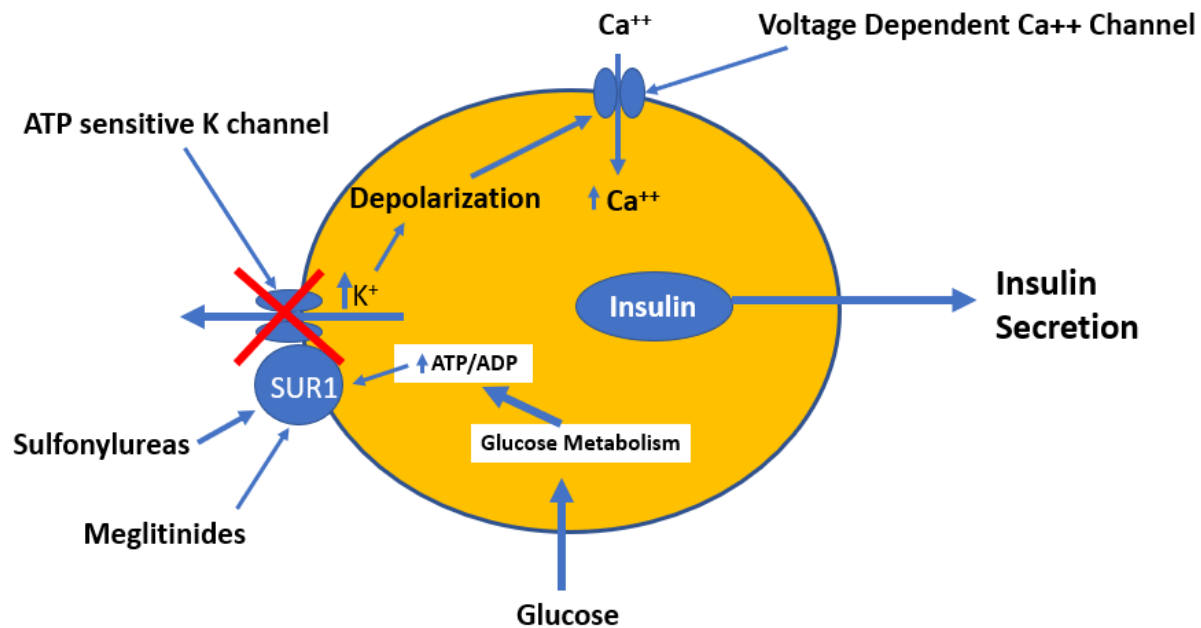 Ca⁺⁺
Voltage Dependent Ca++ Channel
ATP sensitive K channel
Depolarization
Ca⁺⁺
K⁺
Insulin
Insulin
Secretion
ATP/ADP
SUR1
Sulfonylureas
Glucose Metabolism
Meglitinides
Glucose